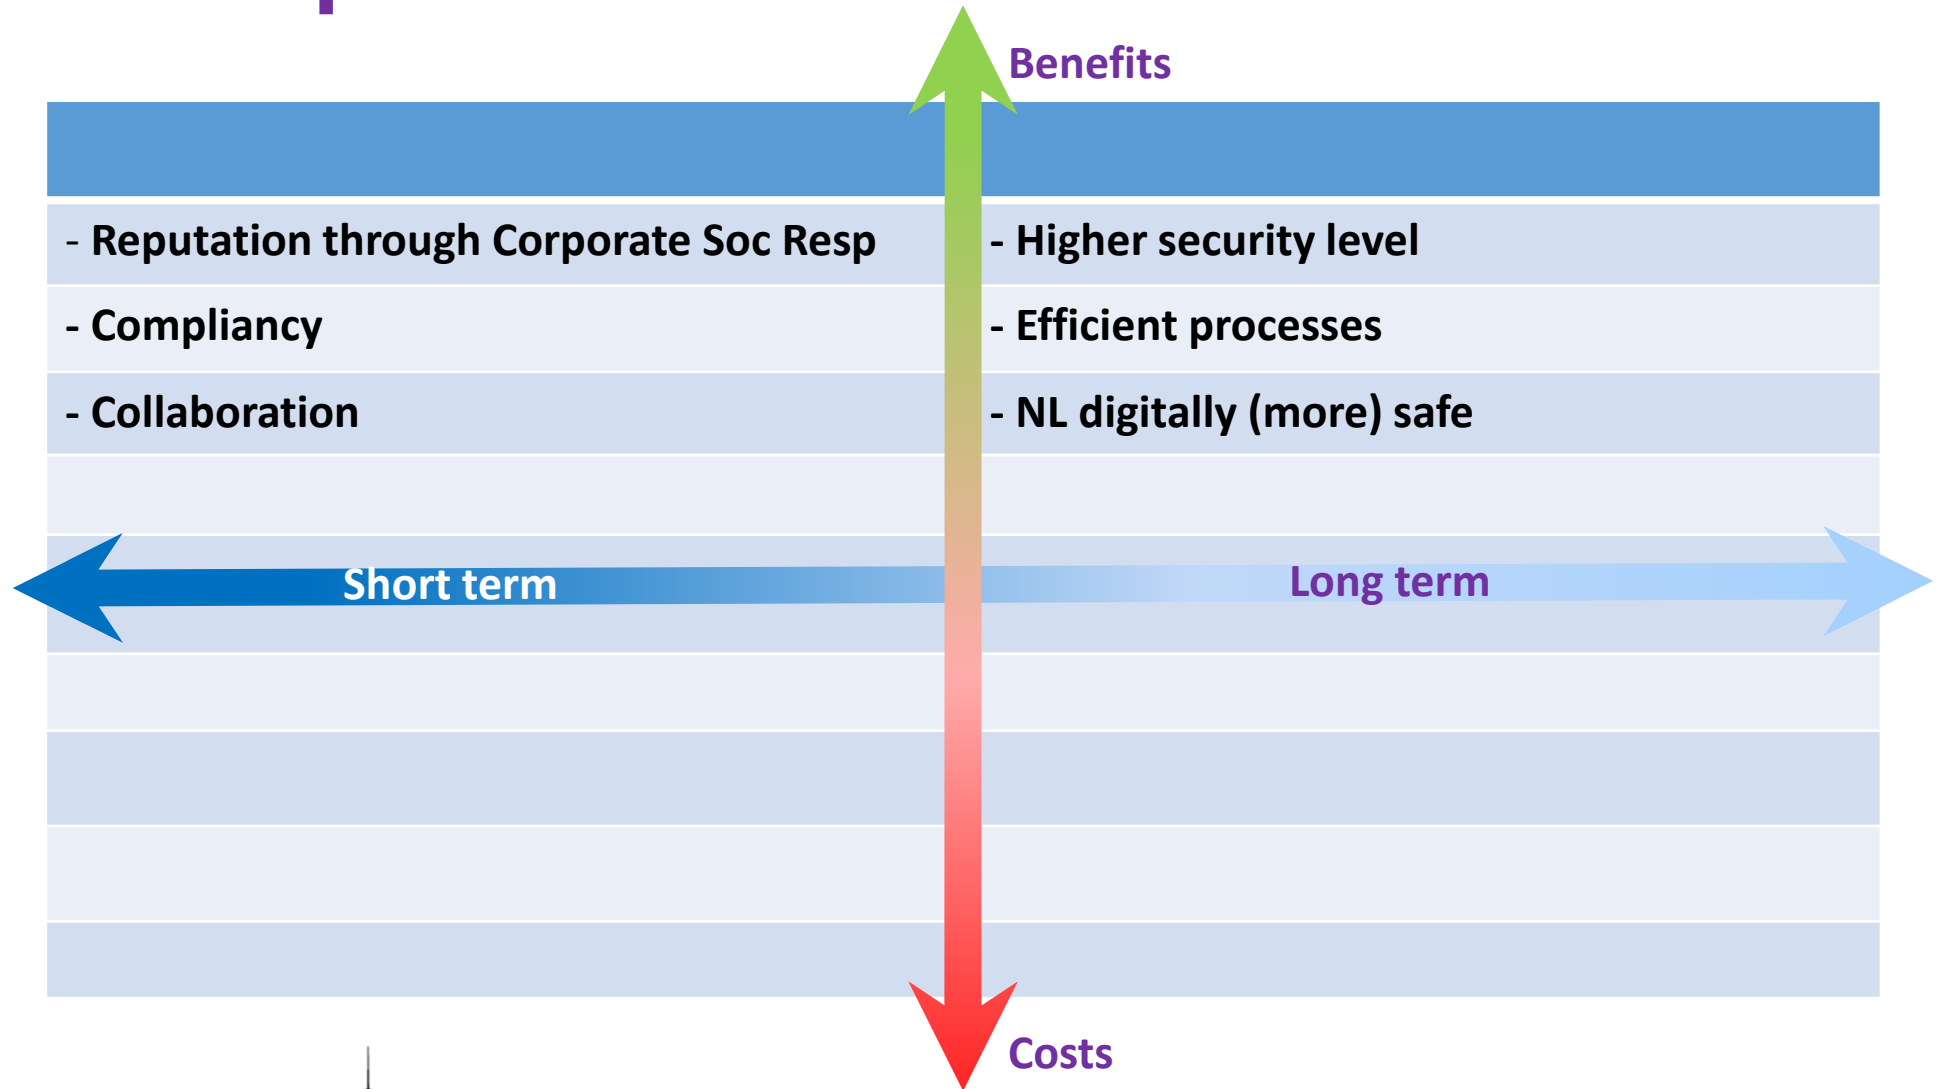 Benefits
- Reputation through Corporate Soc Resp
- Higher security level
- Compliancy
- Efficient processes
- Collaboration
- NL digitally (more) safe
Short term
Long term
Costs